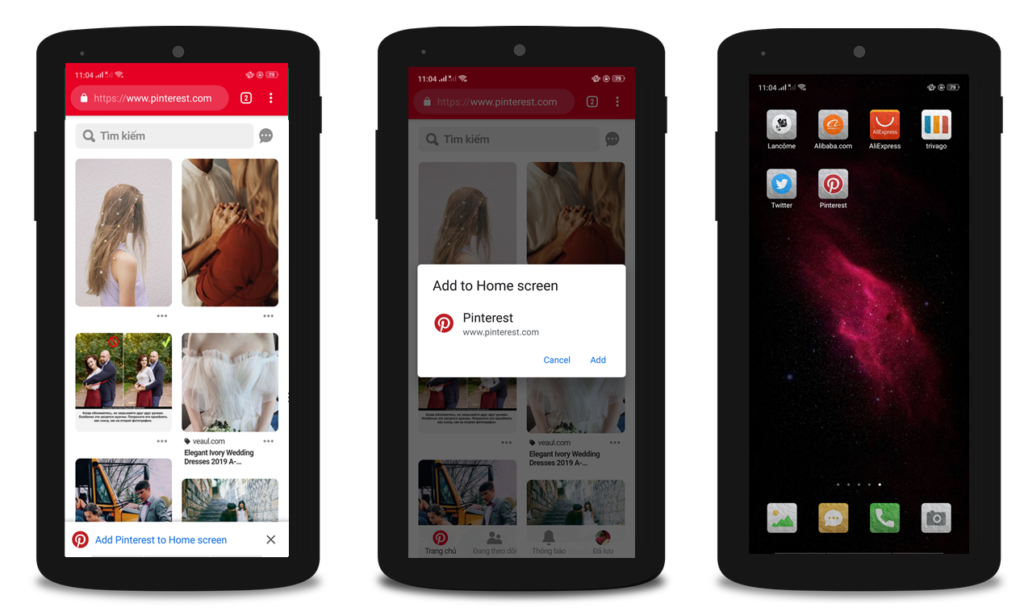 11:04
79
https://www.pinterest.com
2
Tìm kiếm
veaul.com
Elegant Ivory Wedding
Dresses 2019 A-...
Add Pinterest to Home screen
11:04
79
https://www.pinterest.com
2
Tìm kiếm
Add to Home screen
Pinterest
www.pinterest.com
Cancel
Add
veaul.com
Elegant Ivory Wedding
Dresses 2019 A-...
Trang chủ
Đang theo dõi
Thông báo
Đã lưu
11:04
79
AliExpress
Lancôme
Alibaba.com
AliExpress
trivago
Twitter
Pinterest